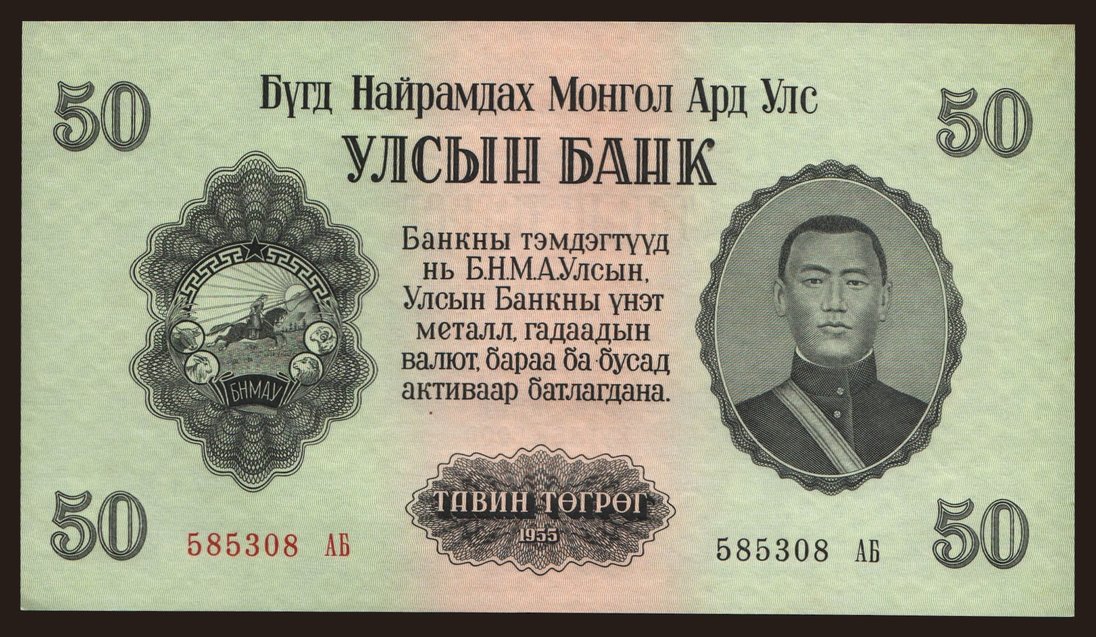 50
50
Бүгд Найрамдах Монгол Ард Улс
УЛСЫН БАНК
Банкны тэмдэгтүүд
нь Б.Н.М.А.Улсын,
Улсын Банкны үнэт
металл, гадаадын
валют, бараа ба бусад
активаар батлагдана.
БНМАУ
ТАВИН ТӨГРӨГ
1955
50
585308 АБ
585308 АБ
50